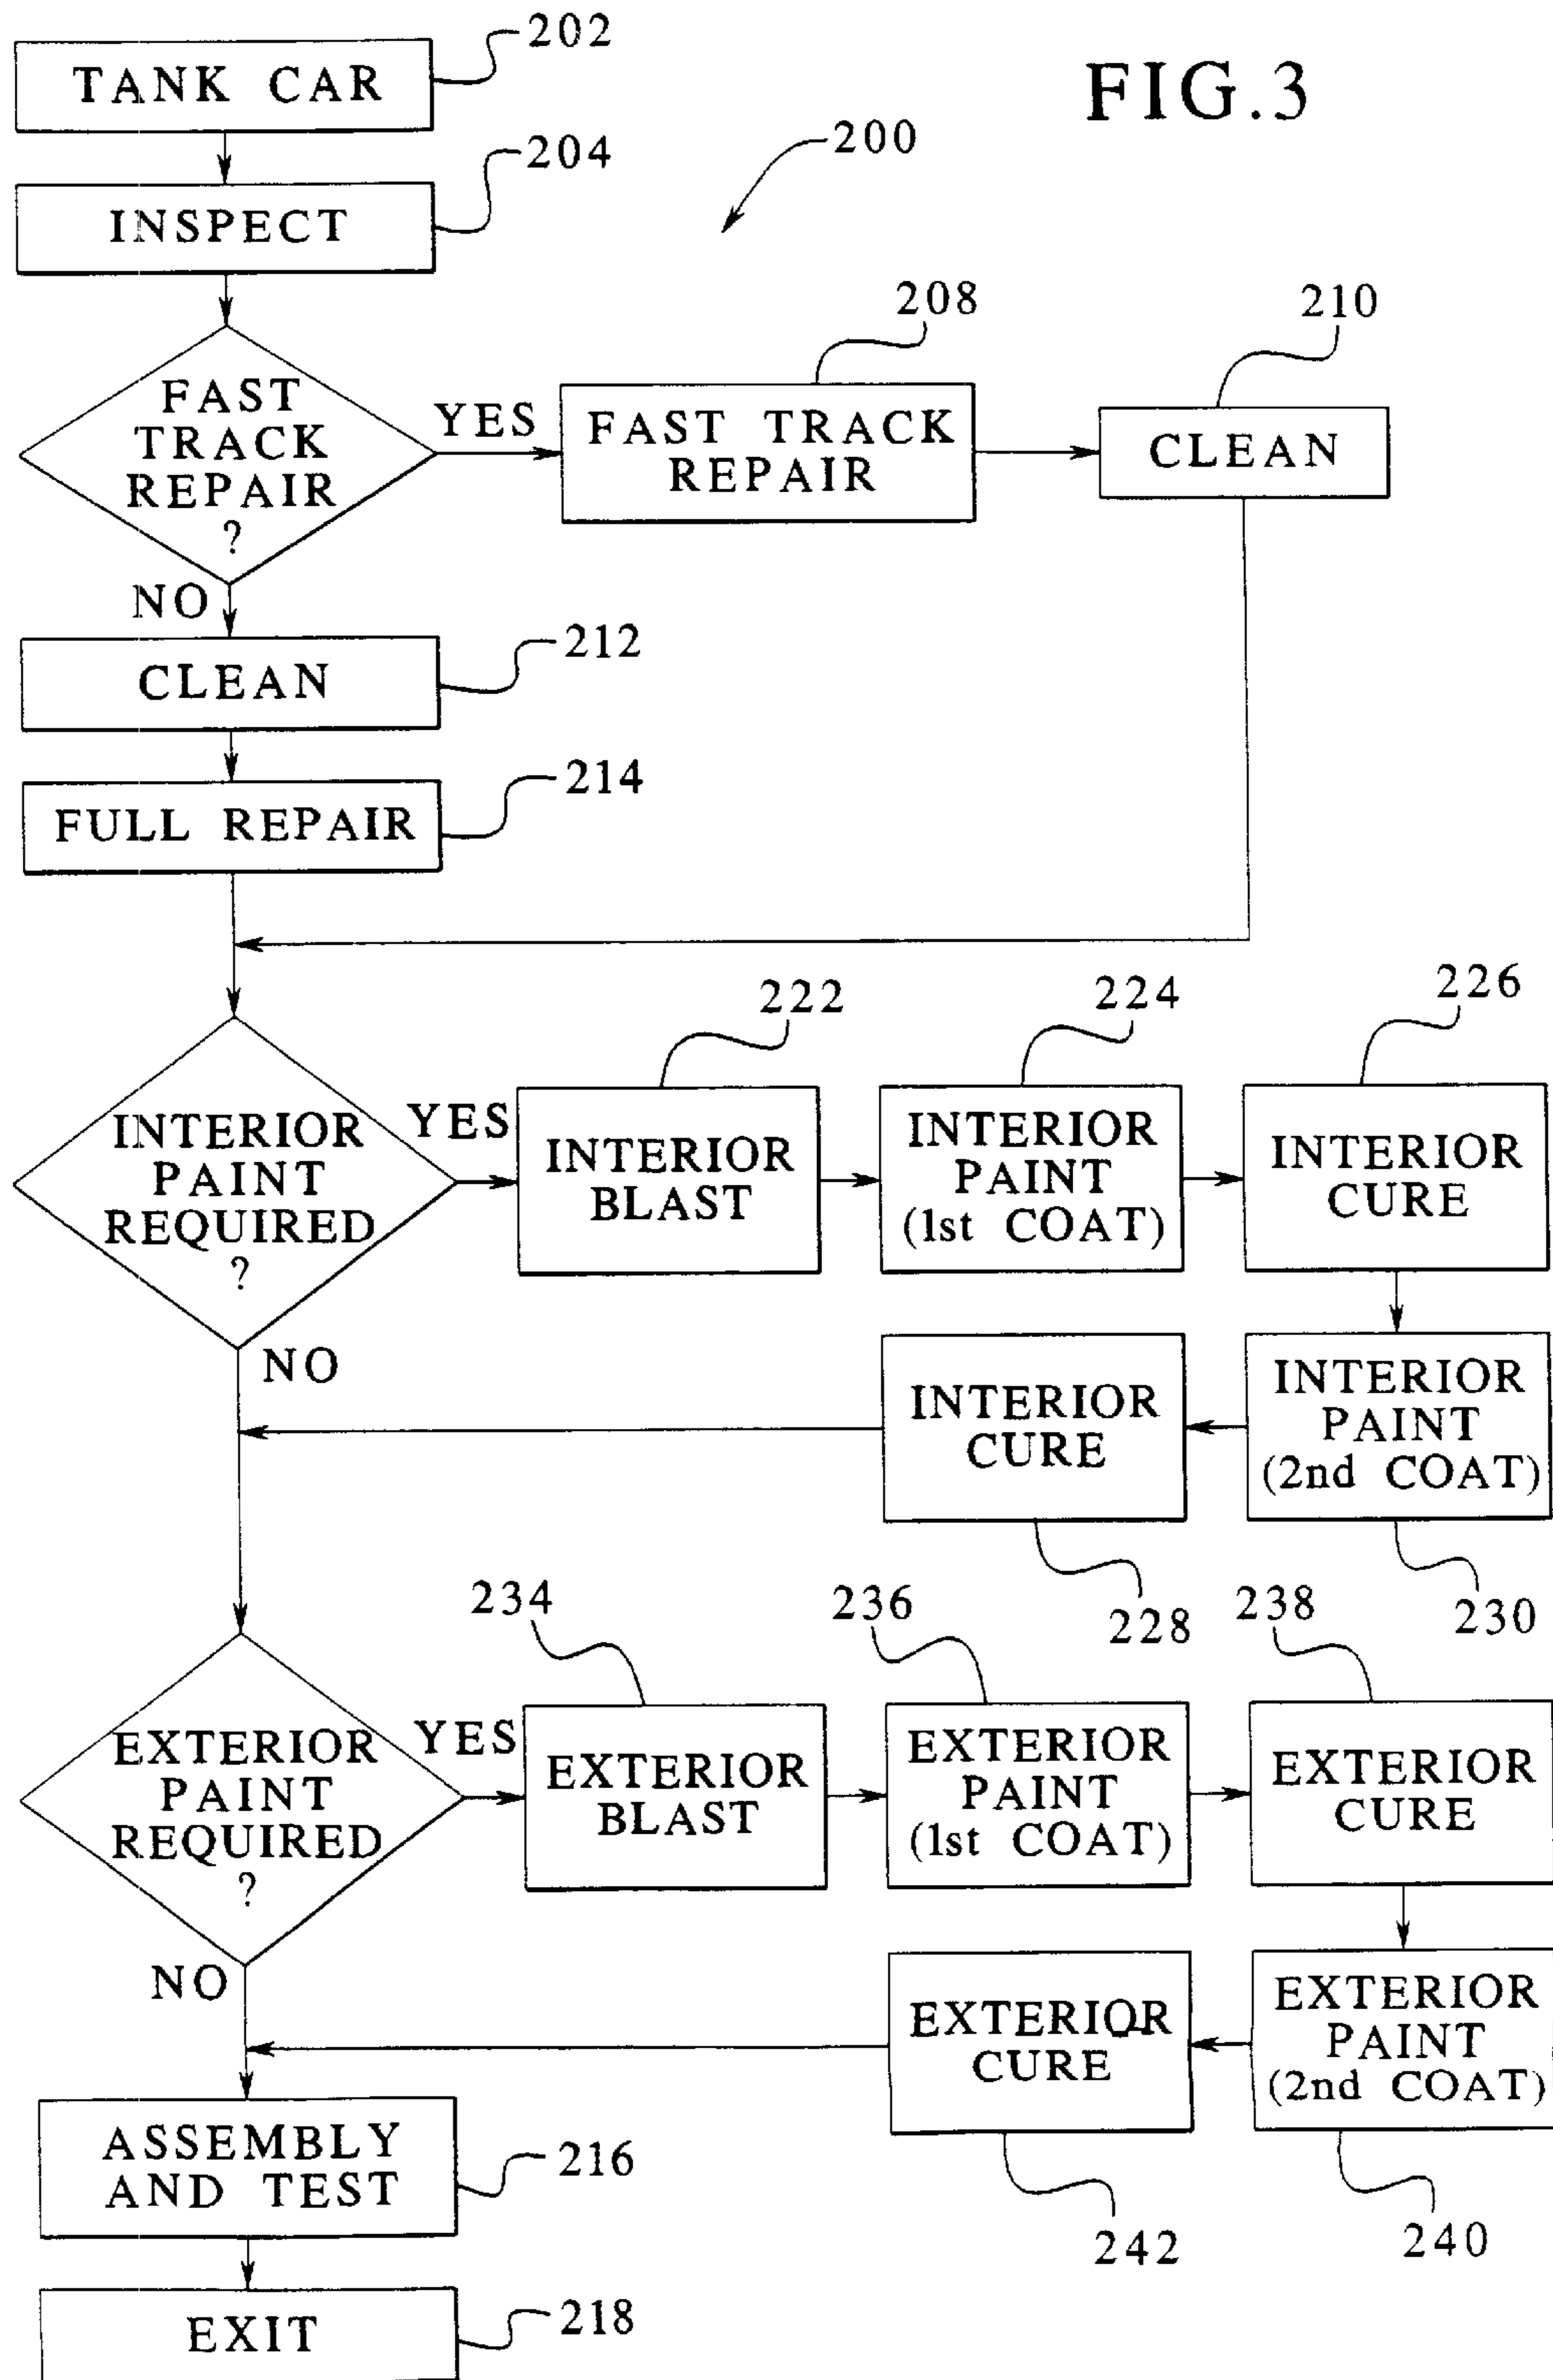 FIG.3
200
TANK CAR
202
INSPECT
204
FAST
TRACK
REPAIR
?
YES
FAST TRACK
REPAIR
208
CLEAN
210
NO
CLEAN
212
FULL REPAIR
214
INTERIOR
PAINT
REQUIRED
?
YES
INTERIOR
BLAST
222
INTERIOR
PAINT
(1st COAT)
224
INTERIOR
CURE
226
NO
INTERIOR
CURE
228
INTERIOR
PAINT
(2nd COAT)
230
EXTERIOR
PAINT
REQUIRED
?
YES
EXTERIOR
BLAST
234
EXTERIOR
PAINT
(1st COAT)
236
EXTERIOR
CURE
238
NO
EXTERIOR
CURE
242
EXTERIOR
PAINT
(2nd COAT)
240
ASSEMBLY
AND TEST
216
EXIT
218